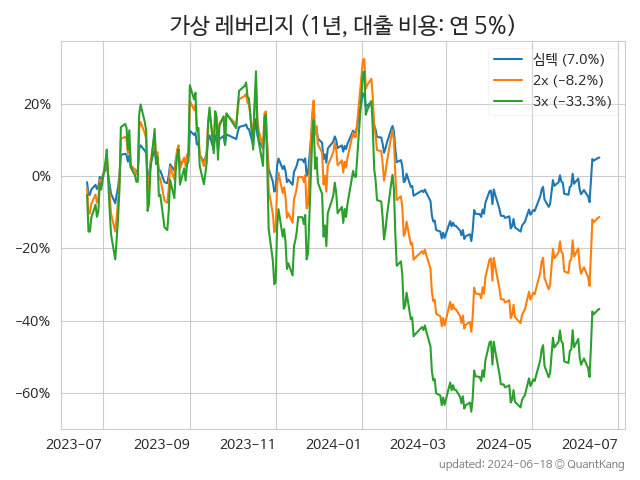 가상 레버리지 (1년, 대출 비용: 연 5%)
심텍 (7.0%)
2x (−8.2%)
3x (−33.3%)
20%
0%
−20%
−40%
−60%
2023-07 2023-09 2023-11 2024-01 2024-03 2024-05 2024-07
updated: 2024-06-18 © QuantKang